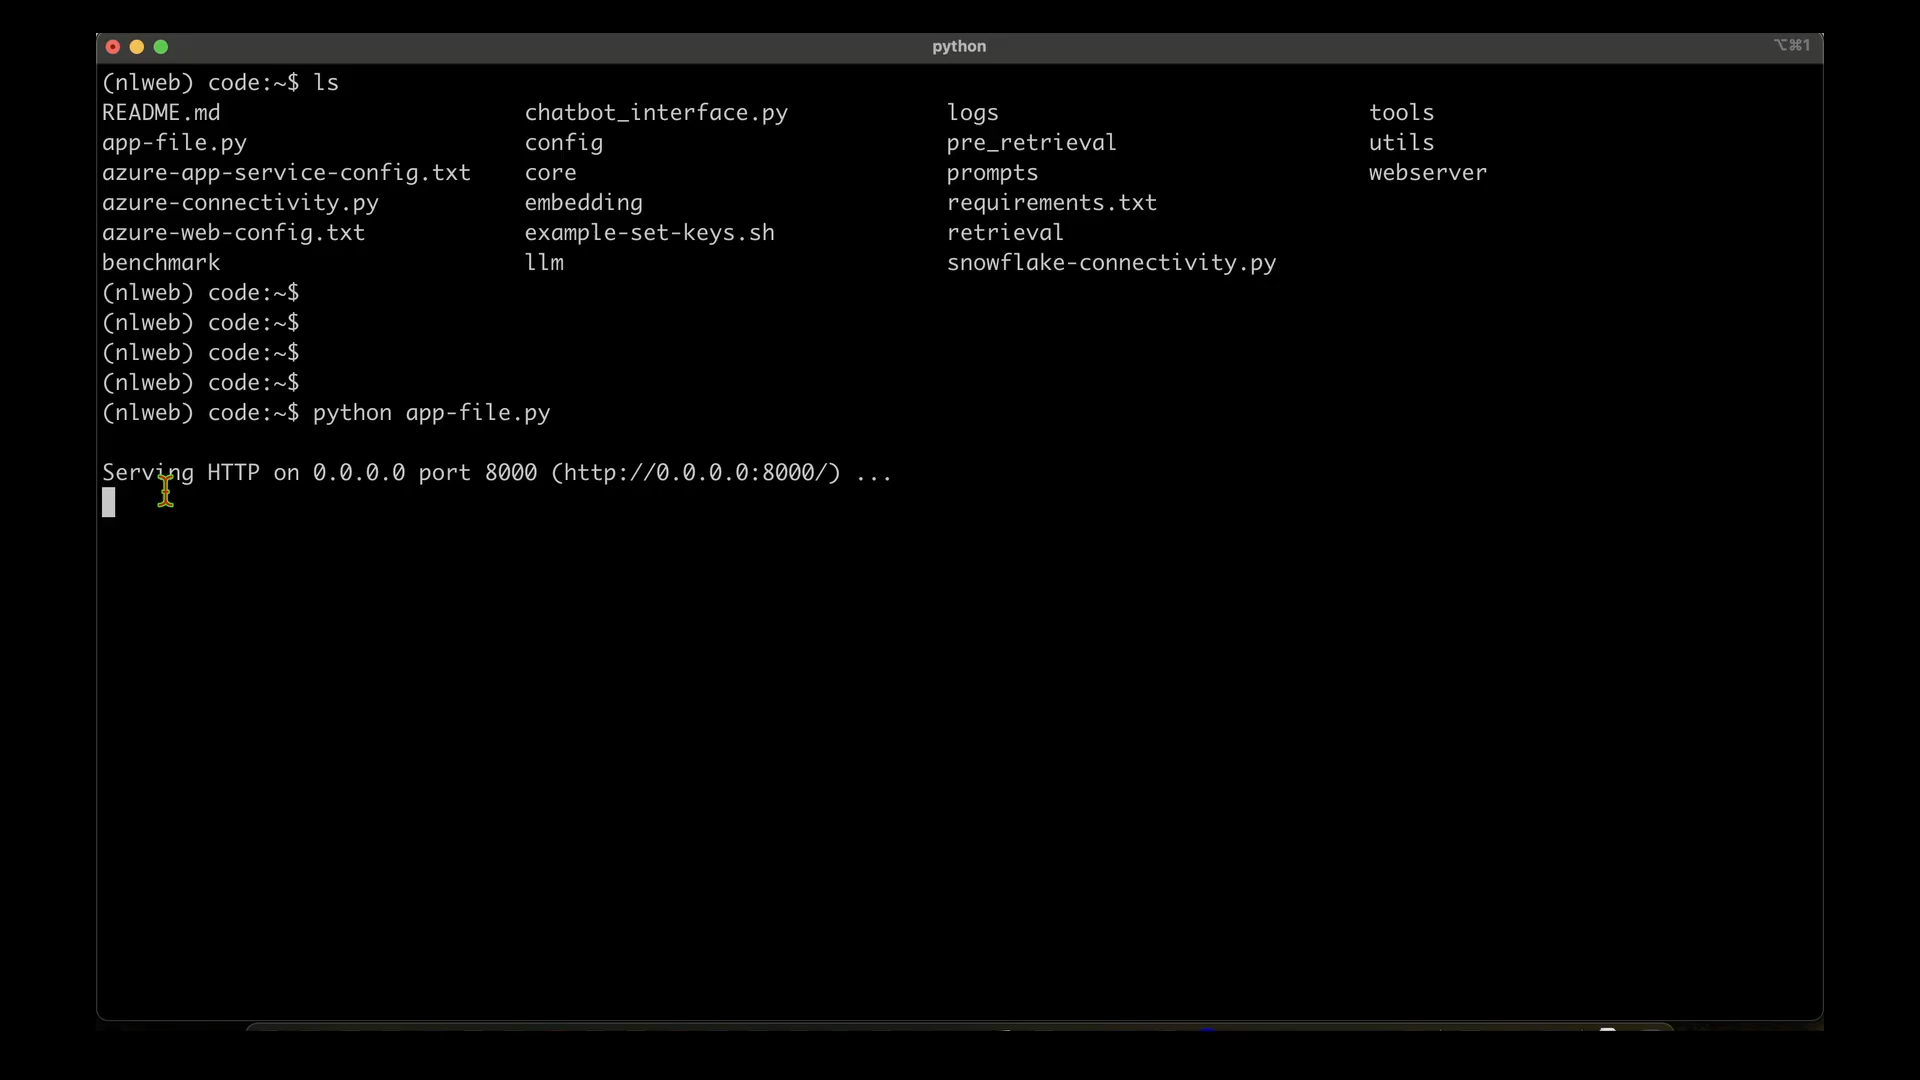 python
⌥⌘1
(nlweb) code:~$ ls
README.md chatbot_interface.py logs tools
app-file.py config pre_retrieval utils
azure-app-service-config.txt core prompts webserver
azure-connectivity.py embedding requirements.txt
azure-web-config.txt example-set-keys.sh retrieval
benchmark llm snowflake-connectivity.py
(nlweb) code:~$
(nlweb) code:~$
(nlweb) code:~$
(nlweb) code:~$
(nlweb) code:~$ python app-file.py
Serving HTTP on 0.0.0.0 port 8000 (http://0.0.0.0:8000/) ...